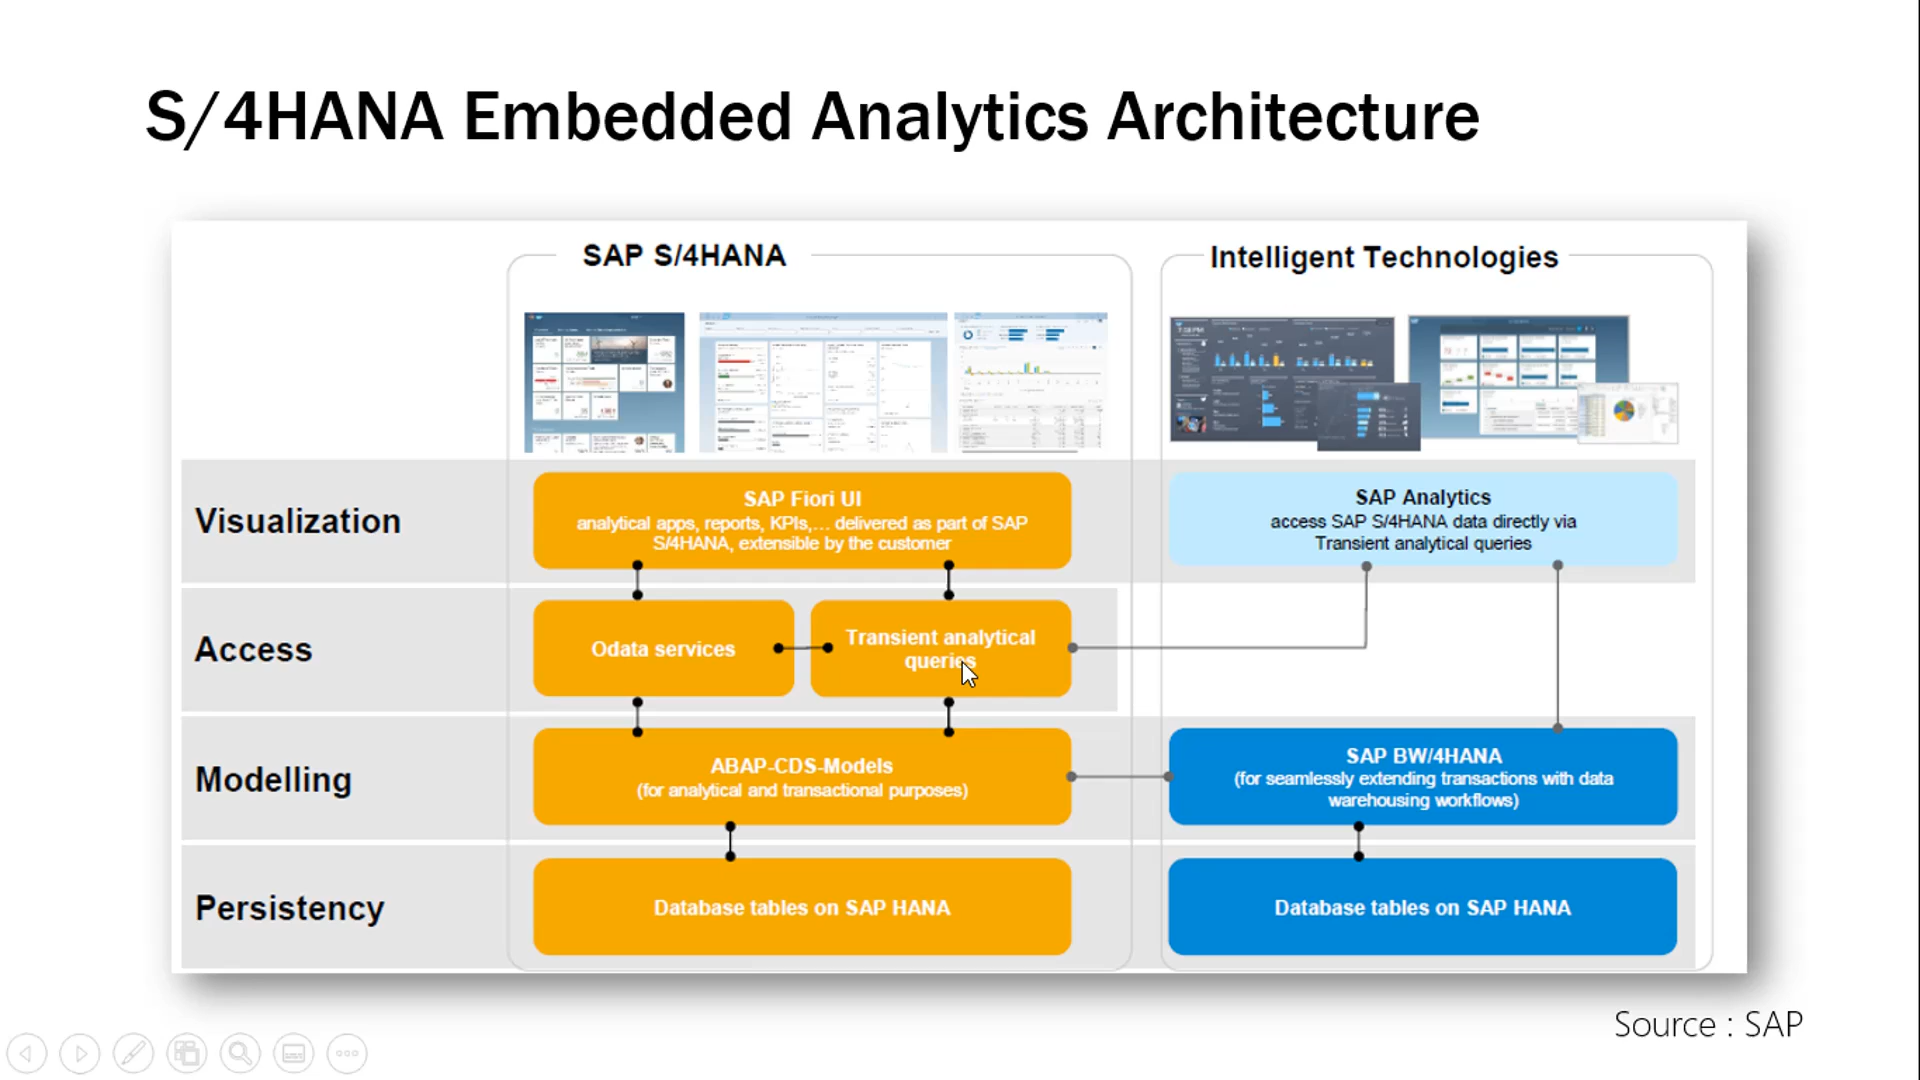 S/4HANA Embedded Analytics Architecture
SAP S/4HANA
Intelligent Technologies
Visualization
SAP Fiori UI
analytical apps, reports, KPIs,... delivered as part of SAP
S/4HANA, extensible by the customer
SAP Analytics
access SAP S/4HANA data directly via
Transient analytical queries
Access
Odata services
Transient analytical
queries
Modelling
ABAP-CDS-Models
(for analytical and transactional purposes)
SAP BW/4HANA
(for seamlessly extending transactions with data
warehousing workflows)
Persistency
Database tables on SAP HANA
Database tables on SAP HANA
Source : SAP